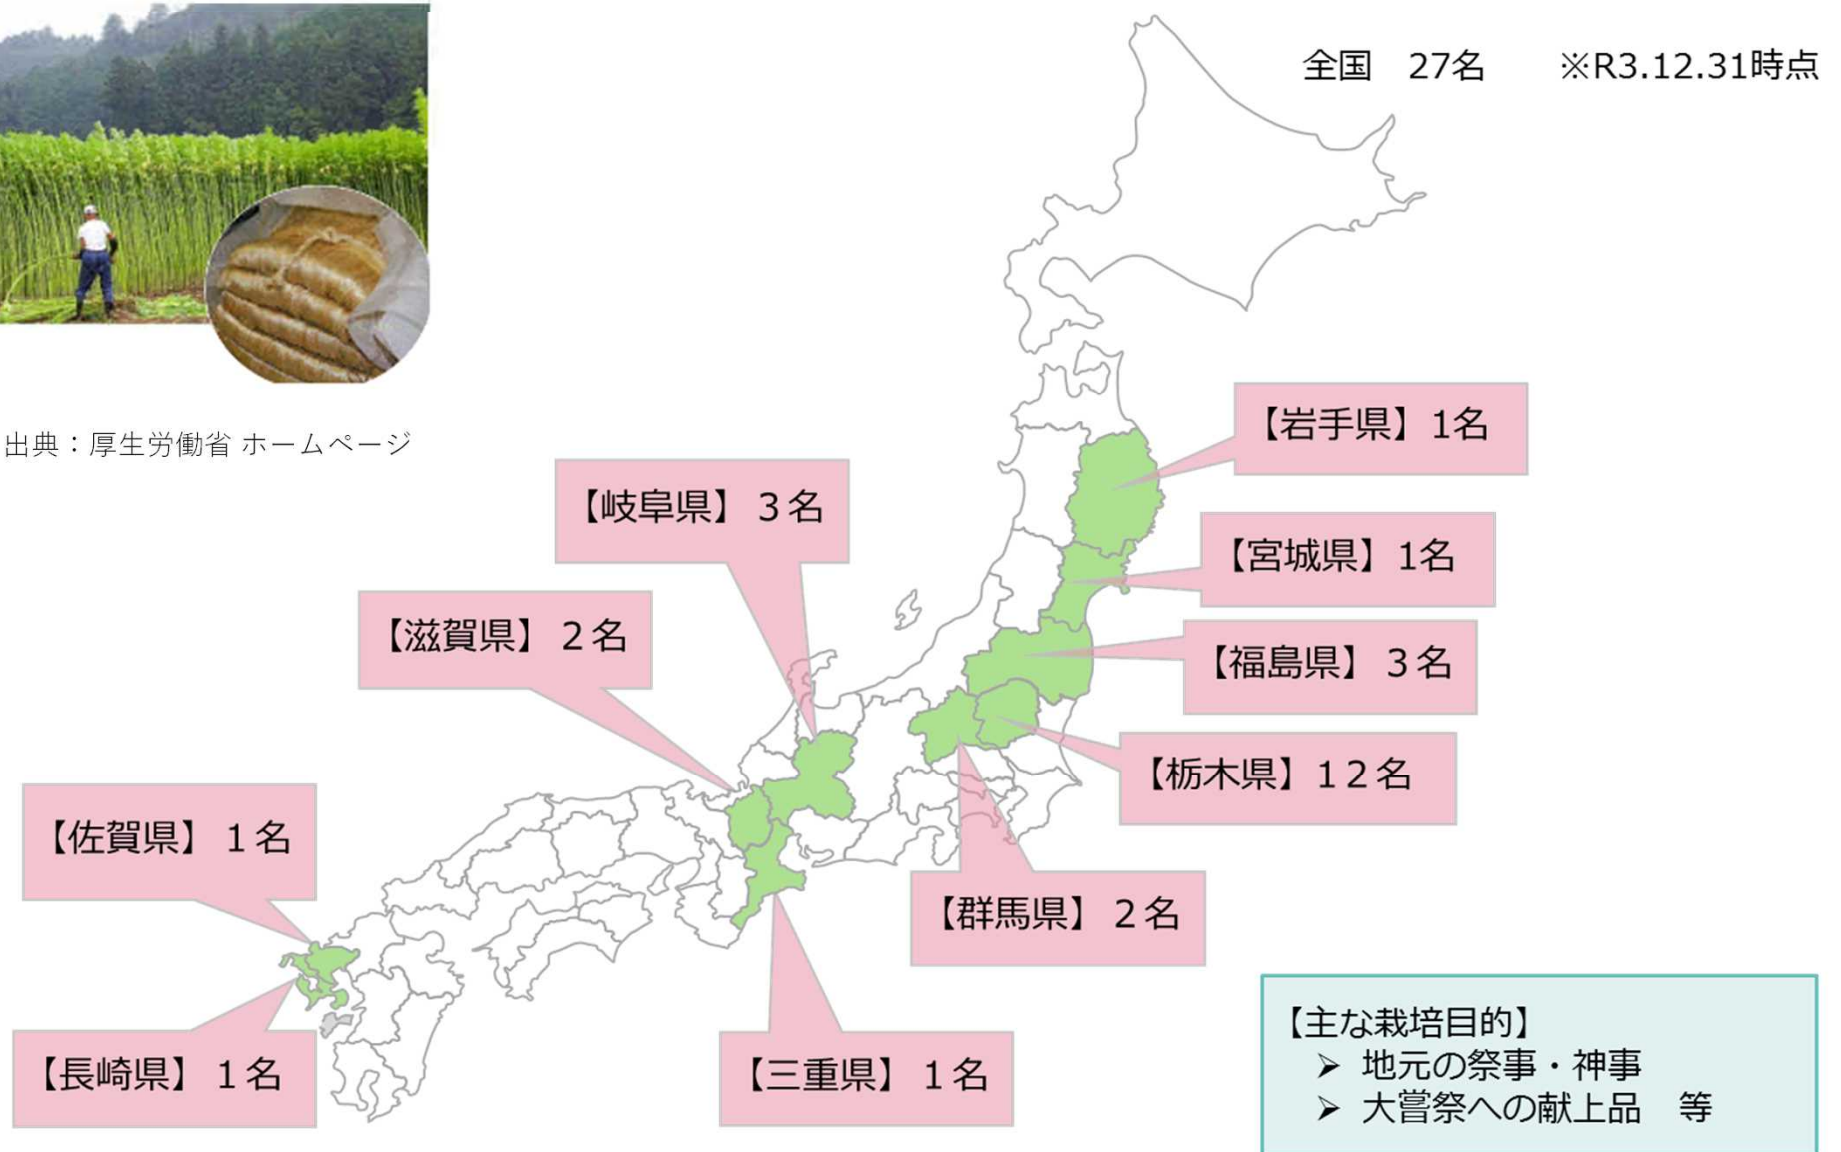 全国　27名　　※R3.12.31時点
出典：厚生労働省 ホームページ
【岩手県】1名
【岐阜県】３名
【宮城県】1名
【滋賀県】２名
【福島県】３名
【栃木県】１２名
【佐賀県】１名
【群馬県】２名
【長崎県】１名
【三重県】１名
【主な栽培目的】
➢ 地元の祭事・神事
➢ 大嘗祭への献上品　等